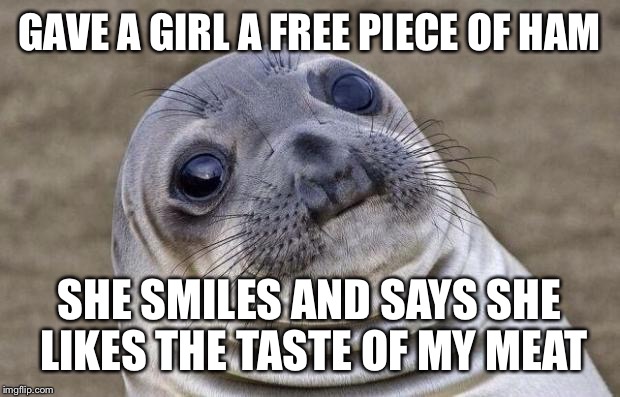 GAVE A GIRL A FREE PIECE OF HAM
SHE SMILES AND SAYS SHE
LIKES THE TASTE OF MY MEAT
imgflip.com